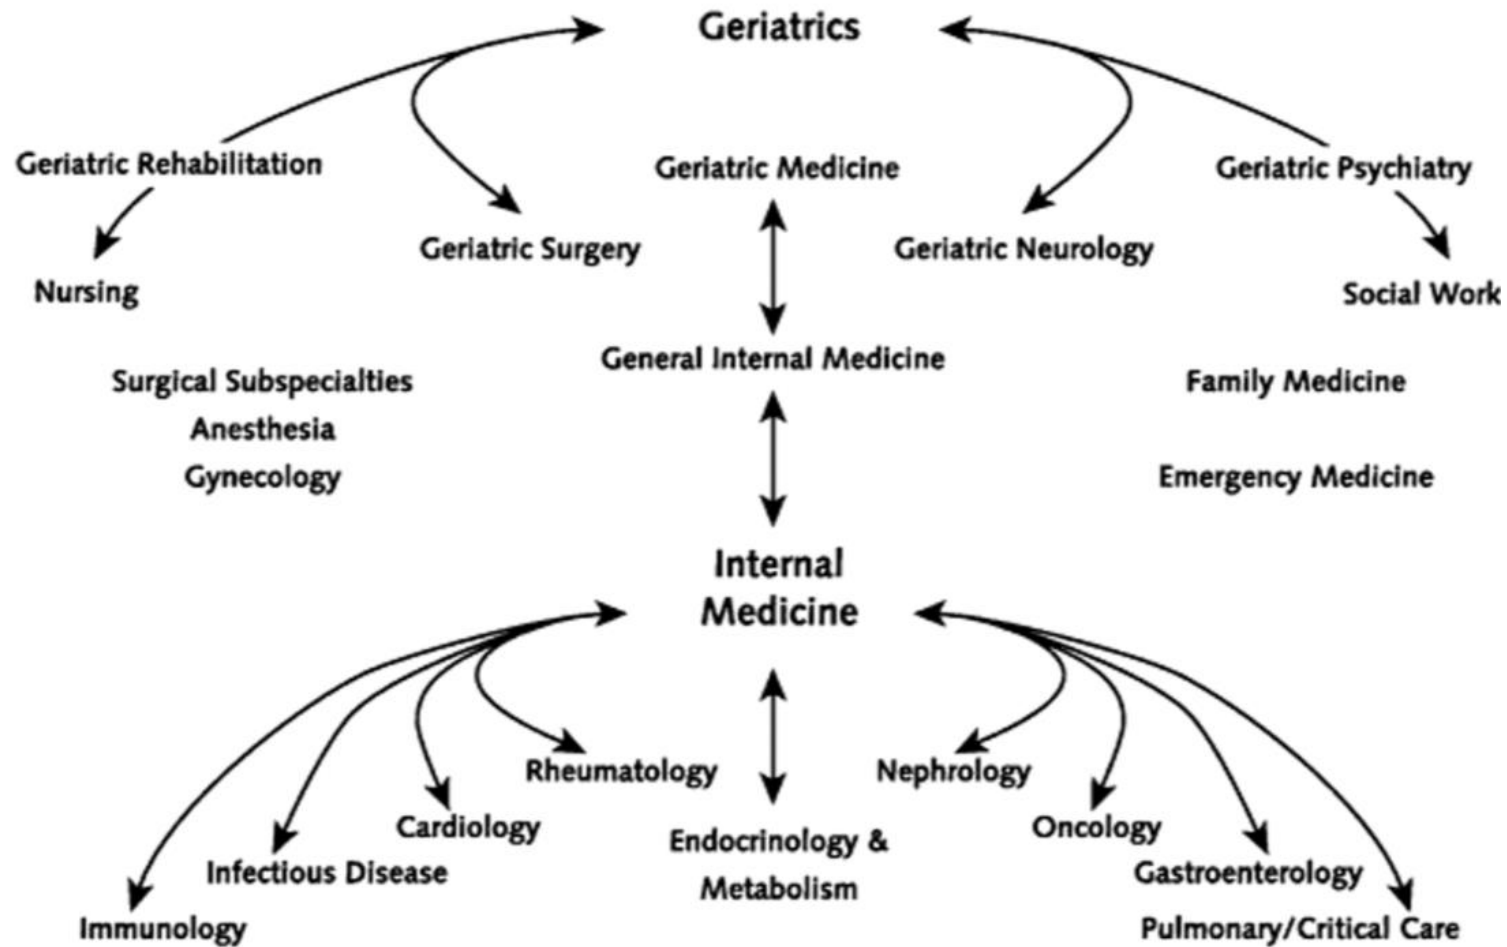 Geriatrics
Geriatric Rehabilitation
Geriatric Medicine
Geriatric Psychiatry
Geriatric Surgery
Geriatric Neurology
Nursing
Social Work
General Internal Medicine
Surgical Subspecialties
Family Medicine
Anesthesia
Gynecology
Emergency Medicine
Internal
Medicine
Rheumatology
Nephrology
Cardiology
Oncology
Endocrinology &
Metabolism
Infectious Disease
Gastroenterology
Immunology
Pulmonary/Critical Care